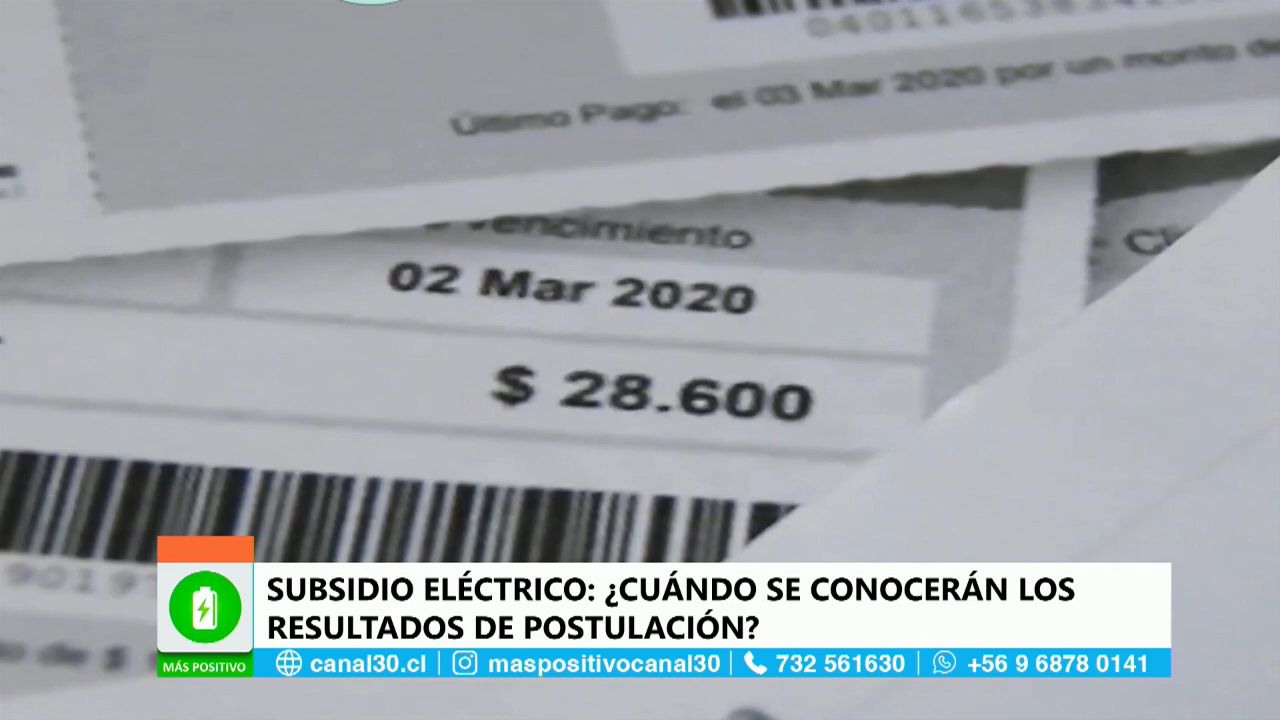 Último Pago: el 03 Mar 2020 por un monto de
vencimiento
02 Mar 2020
$ 28.600
SUBSIDIO ELÉCTRICO: ¿CUÁNDO SE CONOCERÁN LOS
RESULTADOS DE POSTULACIÓN?
MÁS POSITIVO
canal30.cl
maspositivocanal30
732 561630
+56 9 6878 0141